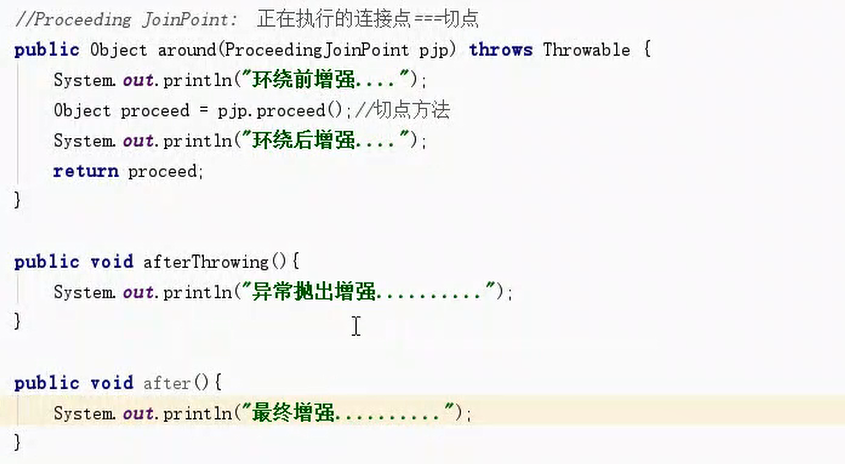 //Proceeding JoinPoint: 正在执行的连接点===切点
public Object around(ProceedingJoinPoint pjp) throws Throwable {
System.out.println("环绕前增强....");
Object proceed = pjp.proceed();//切点方法
System.out.println("环绕后增强....");
return proceed;
}
public void afterThrowing(){
System.out.println("异常抛出增强..........");
}
public void after(){
System.out.println("最终增强..........");
}